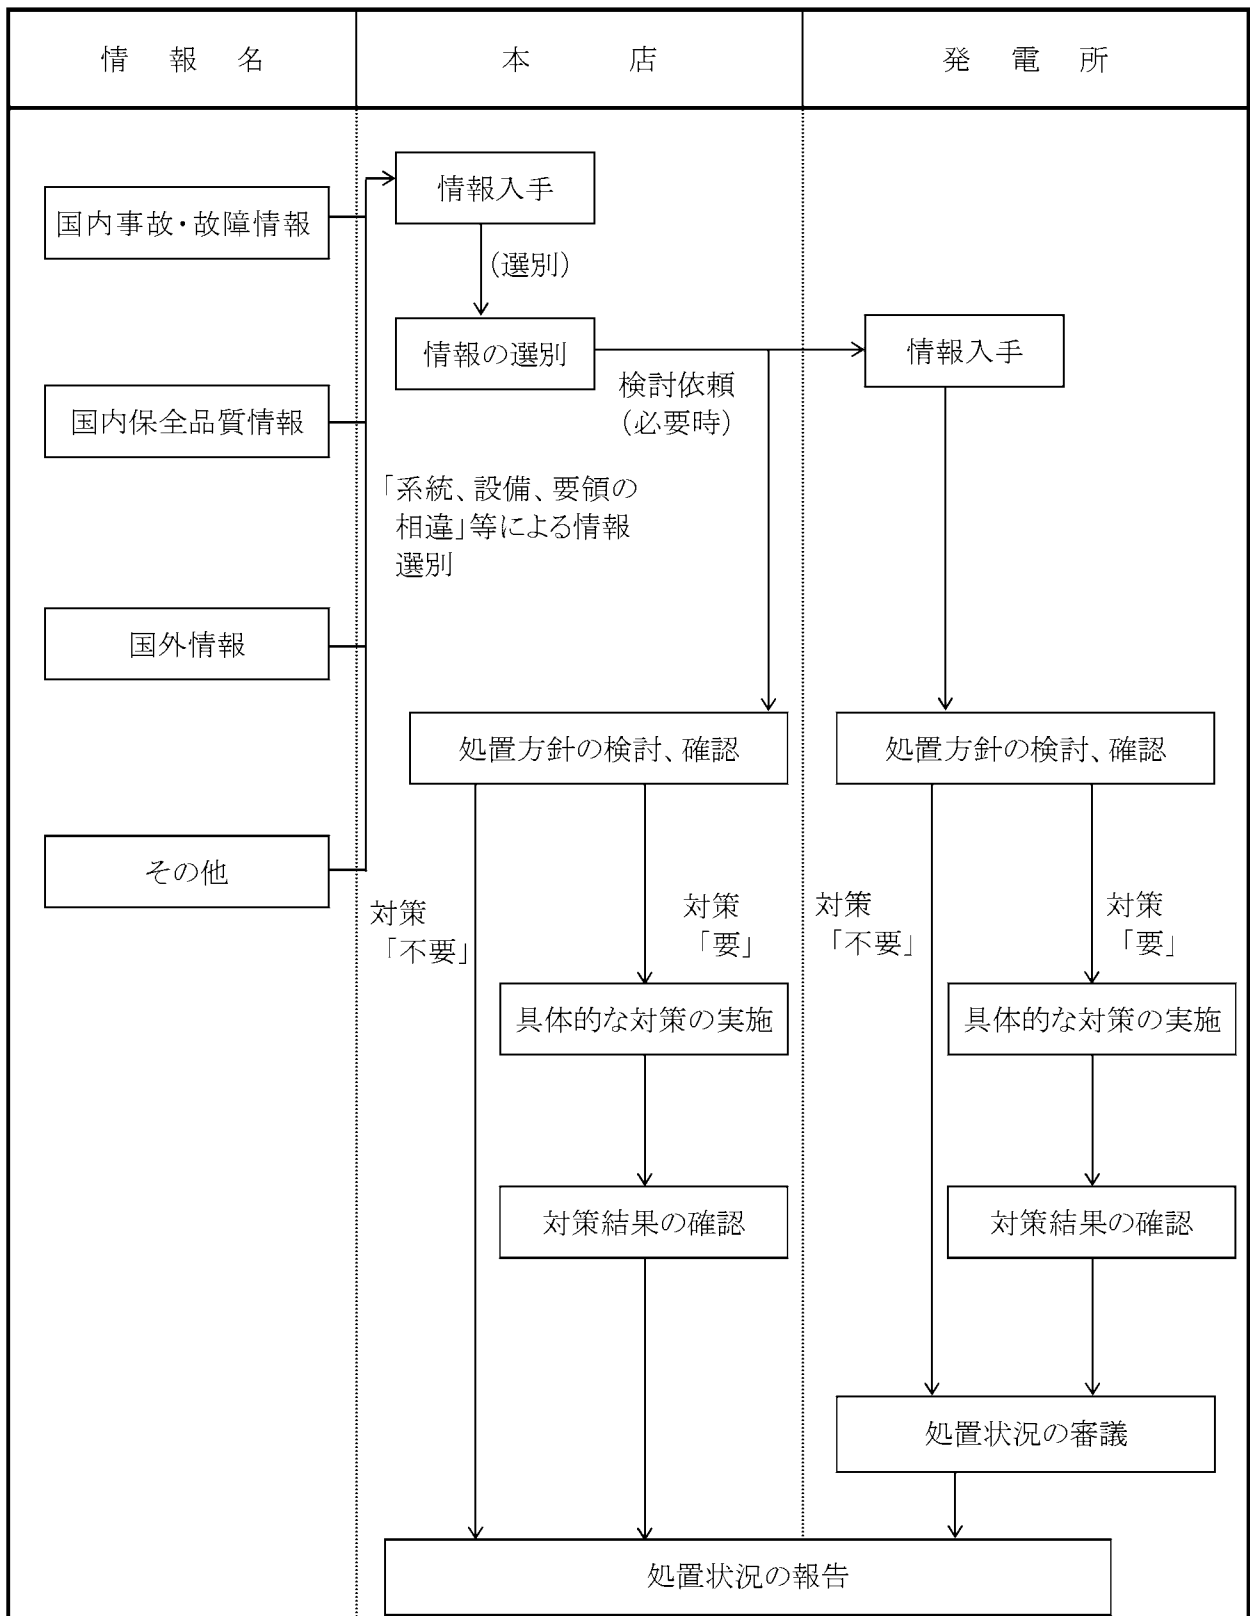 情報名
本店
発電所
情報入手
国内事故・故障情報
(選別)
情報の選別
情報入手
検討依頼
(必要時)
国内保全品質情報
「系統、設備、要領の
相違」等による情報
選別
国外情報
処置方針の検討、確認
処置方針の検討、確認
その他
対策
「不要」
対策
「要」
対策
「不要」
対策
「要」
具体的な対策の実施
具体的な対策の実施
対策結果の確認
対策結果の確認
処置状況の審議
処置状況の報告